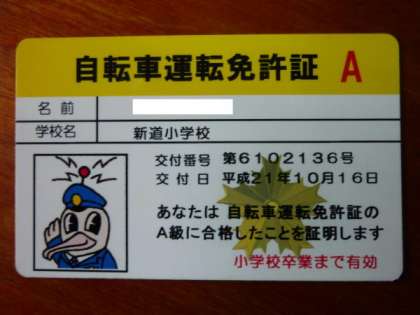 自転車運転免許証 A
名前
学校名 新道小学校
交付番号 第6102136号
交付日 平成21年10月16日
あなたは 自転車運転免許証の
A級に合格したことを証明します
小学校卒業まで有効